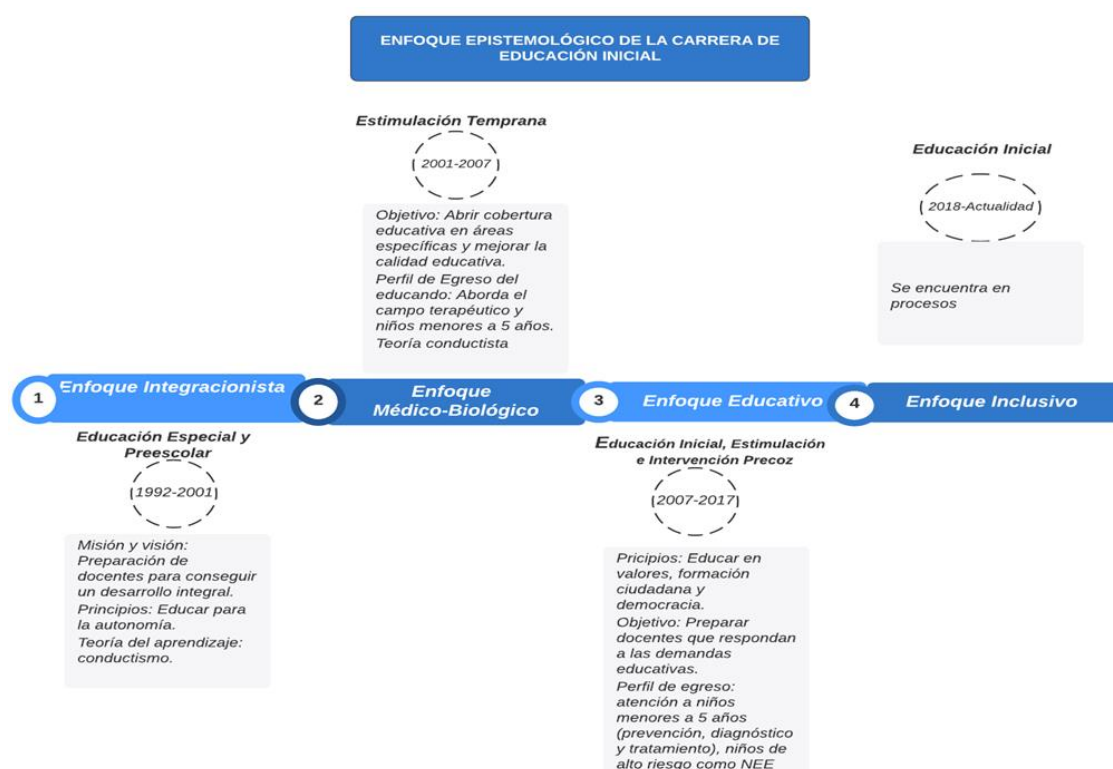 ENFOQUE EPISTEMOLÓGICO DE LA CARRERA DE
EDUCACIÓN INICIAL
Estimulación Temprana
2001-2007
Objetivo: Abrir cobertura
educativa en áreas
específicas y mejorar la
calidad educativa.
Perfil de Egreso del
educando: Aborda el
campo terapéutico y
niños menores a 5 años.
Teoría conductista
Educación Inicial
2018-Actualidad
Se encuentra en
procesos
1
Enfoque Integracionista
2
Enfoque
Médico-Biológico
3
Enfoque Educativo
4
Enfoque Inclusivo
Educación Especial y
Preescolar
1992-2001
Misión y visión:
Preparación de
docentes para conseguir
un desarrollo integral.
Principios: Educar para
la autonomía.
Teoría del aprendizaje:
conductismo.
Educación Inicial, Estimulación
e Intervención Precoz
2007-2017
Pricipios: Educar en
valores, formación
ciudadana y
democracia.
Objetivo: Preparar
docentes que respondan
a las demandas
educativas.
Perfil de egreso:
atención a niños
menores a 5 años
(prevención, diagnóstico
y tratamiento), niños de
alto riesgo como NEE